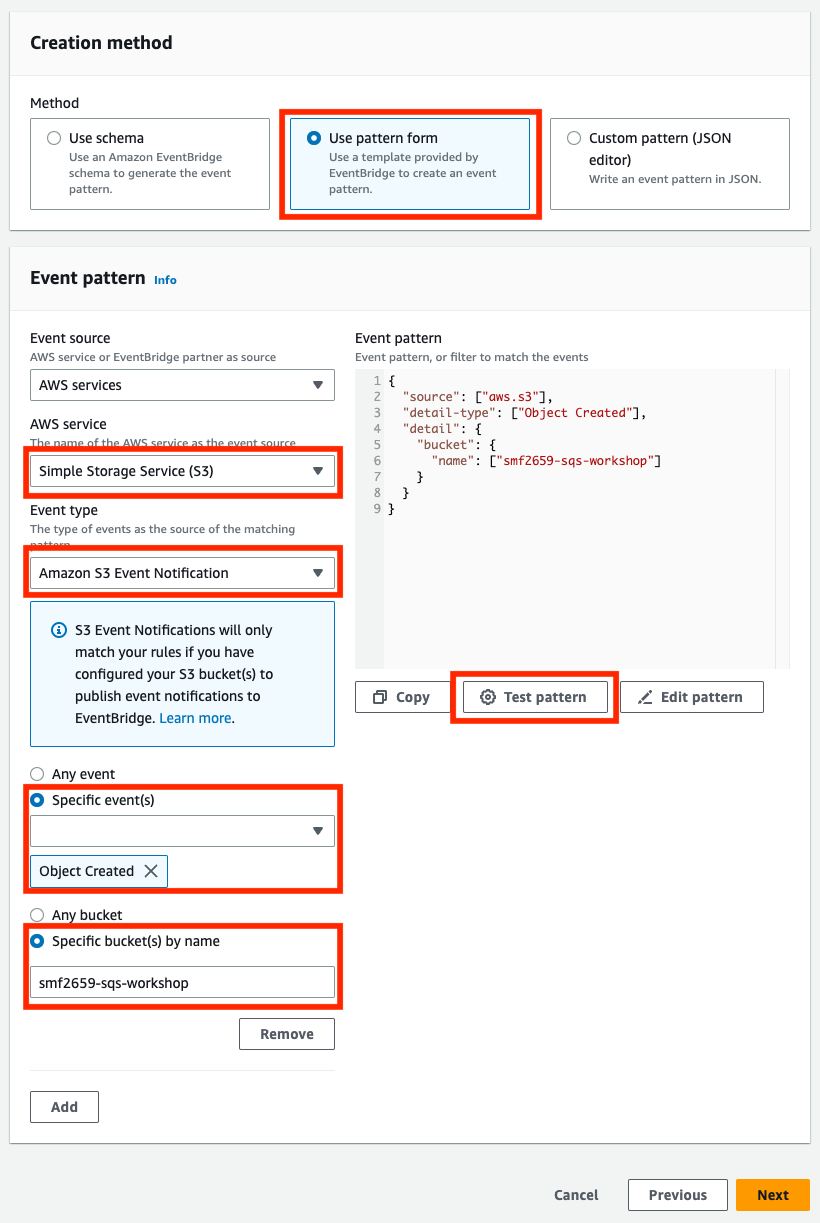 Creation method
Method
Use schema
Use an Amazon EventBridge
schema to generate the event
pattern.
Use pattern form
Use a template provided by
EventBridge to create an event
pattern.
Custom pattern (JSON
editor)
Write an event pattern in JSON.
Event pattern Info
Event source
AWS service or EventBridge partner as source
AWS services
AWS service
The name of the AWS service as the event source
Simple Storage Service (S3)
Event type
The type of events as the source of the matching
pattern
Amazon S3 Event Notification
S3 Event Notifications will only
match your rules if you have
configured your S3 bucket(s) to
publish event notifications to
EventBridge. Learn more.
Any event
Specific event(s)
Object Created
Any bucket
Specific bucket(s) by name
smf2659-sqs-workshop
Remove
Add
Event pattern
Event pattern, or filter to match the events
1 {
2   "source": ["aws.s3"],
3   "detail-type": ["Object Created"],
4   "detail": {
5     "bucket": {
6       "name": ["smf2659-sqs-workshop"]
7     }
8   }
9 }
Copy
Test pattern
Edit pattern
Cancel
Previous
Next